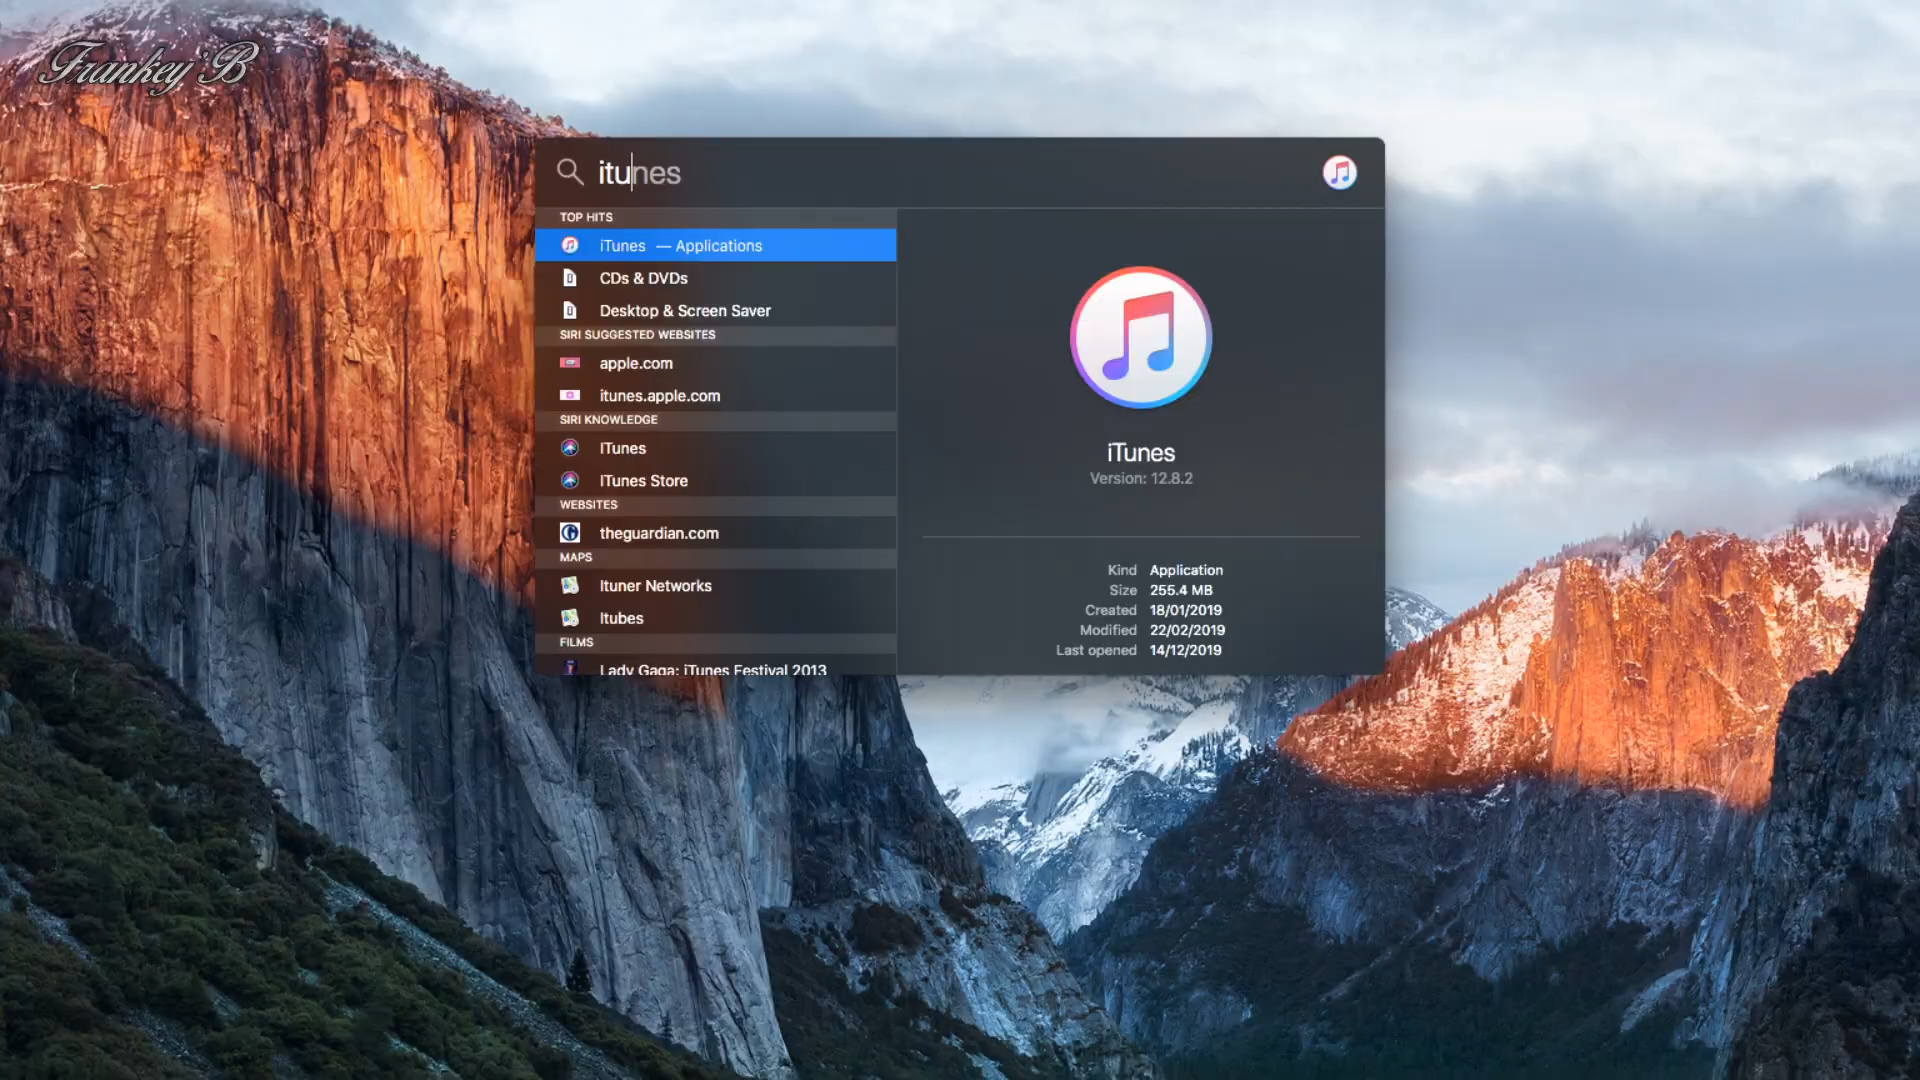 Frankey'B
itunes
TOP HITS
iTunes — Applications
CDs & DVDs
Desktop & Screen Saver
SIRI SUGGESTED WEBSITES
apple.com
itunes.apple.com
SIRI KNOWLEDGE
ITunes
ITunes Store
WEBSITES
theguardian.com
MAPS
Ituner Networks
Itubes
FILMS
Lady Gaga: iTunes Festival 2013
iTunes
Version: 12.8.2
Kind Application
Size 255.4 MB
Created 18/01/2019
Modified 22/02/2019
Last opened 14/12/2019